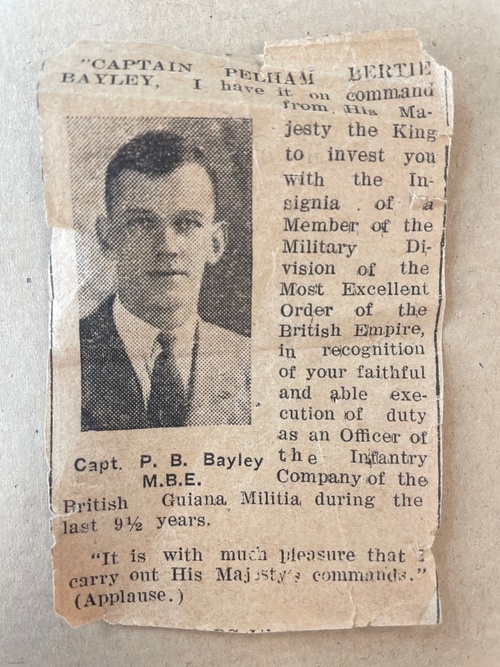 "CAPTAIN PELHAM BERTIE
BAYLEY, I have it on command
from His Ma-
jesty the King
to invest you
with the In-
signia of a
Member of the
Military Di-
vision of the
Most Excellent
Order of the
British Empire,
in recognition
of your faithful
and able exe-
cution of duty
as an Officer of
the Infantry
Company of the
British Guiana Militia during the
last 9½ years.
"It is with much pleasure that I
carry out His Majesty's commands."
(Applause.)
Capt. P. B. Bayley
M.B.E.